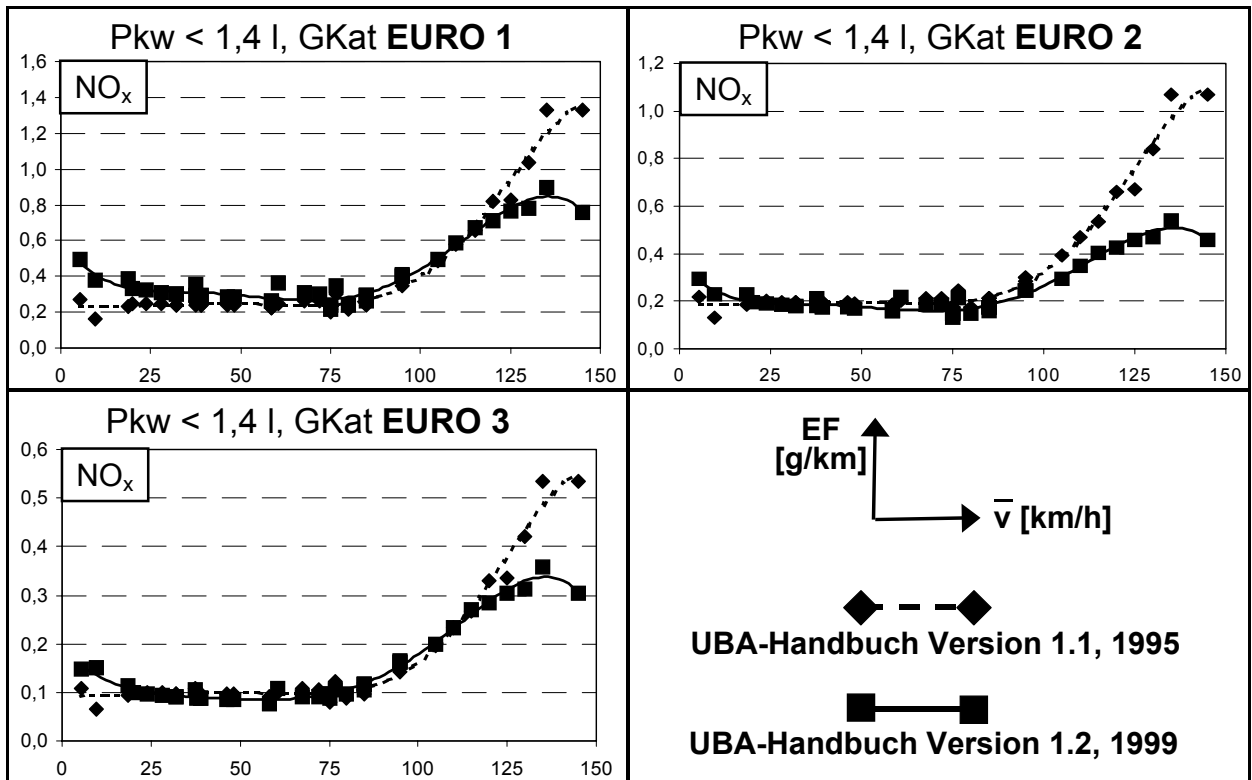 Pkw < 1,4 l, GKat EURO 1
NOx
1,6
1,4
1,2
1,0
0,8
0,6
0,4
0,2
0,0
0 25 50 75 100 125 150
Pkw < 1,4 l, GKat EURO 2
NOx
1,2
1,0
0,8
0,6
0,4
0,2
0,0
0 25 50 75 100 125 150
Pkw < 1,4 l, GKat EURO 3
NOx
0,6
0,5
0,4
0,3
0,2
0,1
0,0
0 25 50 75 100 125 150
EF
[g/km]
v̅ [km/h]
UBA-Handbuch Version 1.1, 1995
UBA-Handbuch Version 1.2, 1999